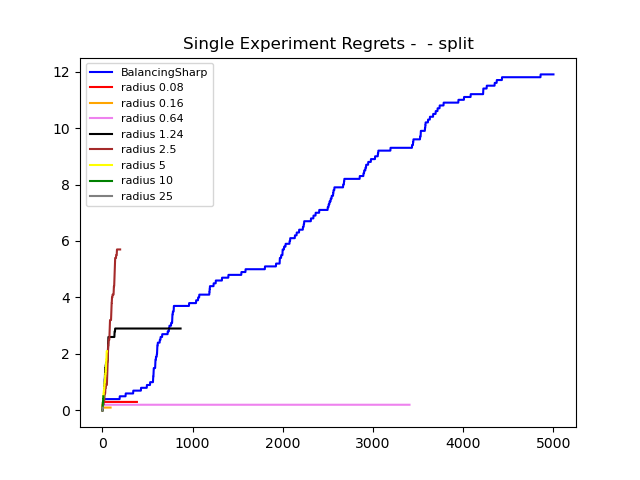 Single Experiment Regrets -  - split
BalancingSharp
radius 0.08
radius 0.16
radius 0.64
radius 1.24
radius 2.5
radius 5
radius 10
radius 25
12
10
8
6
4
2
0
0 1000 2000 3000 4000 5000